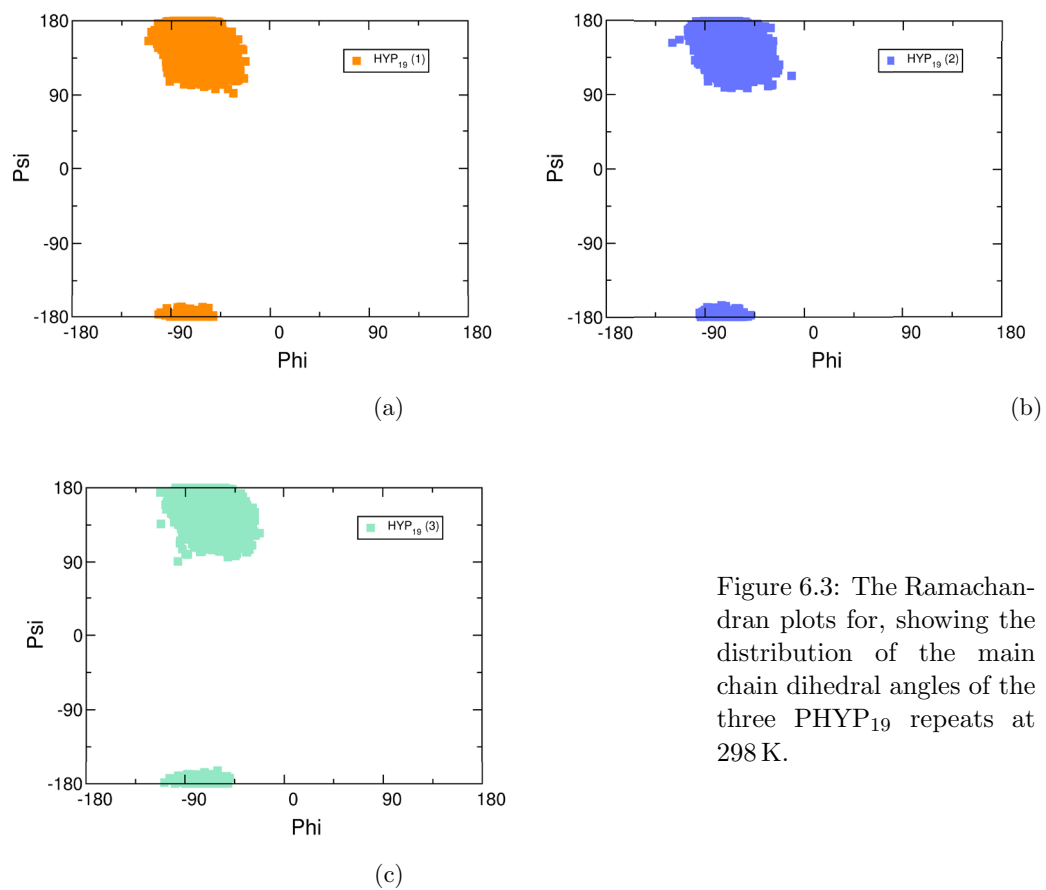 180
90
0
-90
-180
Psi
-180
-90
0
90
180
Phi
HYP19 (1)
(a)
180
90
0
-90
-180
Psi
-180
-90
0
90
180
Phi
HYP19 (2)
(b)
180
90
0
-90
-180
Psi
-180
-90
0
90
180
Phi
HYP19 (3)
(c)
Figure 6.3: The Ramachan-
dran plots for, showing the
distribution of the main
chain dihedral angles of the
three PHYP19 repeats at
298 K.